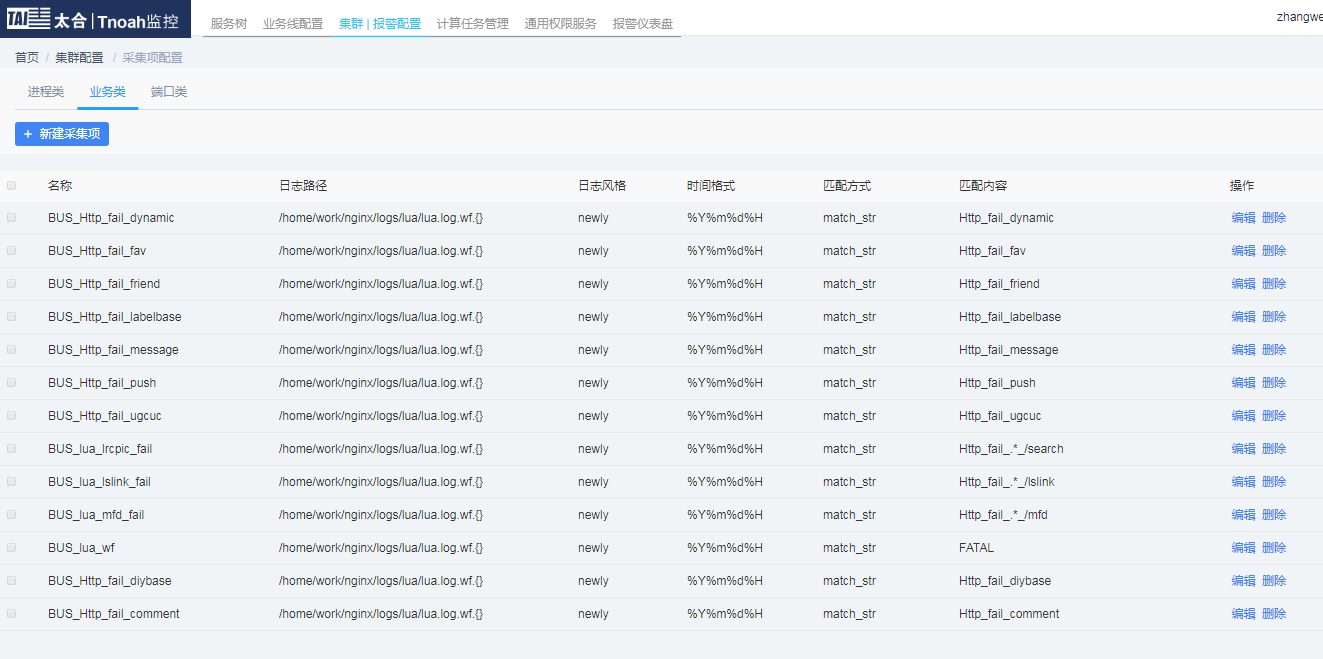 TAI 太合 | Tnoah监控 服务树 业务线配置 集群 | 报警配置 计算任务管理 通用权限服务 报警仪表盘 zhangwe
首页 / 集群配置 / 采集项配置
进程类 业务类 端口类
+ 新建采集项
名称 日志路径 日志风格 时间格式 匹配方式 匹配内容 操作
BUS_Http_fail_dynamic /home/work/nginx/logs/lua/lua.log.wf.{} newly %Y%m%d%H match_str Http_fail_dynamic 编辑 删除
BUS_Http_fail_fav /home/work/nginx/logs/lua/lua.log.wf.{} newly %Y%m%d%H match_str Http_fail_fav 编辑 删除
BUS_Http_fail_friend /home/work/nginx/logs/lua/lua.log.wf.{} newly %Y%m%d%H match_str Http_fail_friend 编辑 删除
BUS_Http_fail_labelbase /home/work/nginx/logs/lua/lua.log.wf.{} newly %Y%m%d%H match_str Http_fail_labelbase 编辑 删除
BUS_Http_fail_message /home/work/nginx/logs/lua/lua.log.wf.{} newly %Y%m%d%H match_str Http_fail_message 编辑 删除
BUS_Http_fail_push /home/work/nginx/logs/lua/lua.log.wf.{} newly %Y%m%d%H match_str Http_fail_push 编辑 删除
BUS_Http_fail_ugcuc /home/work/nginx/logs/lua/lua.log.wf.{} newly %Y%m%d%H match_str Http_fail_ugcuc 编辑 删除
BUS_lua_lrcpic_fail /home/work/nginx/logs/lua/lua.log.wf.{} newly %Y%m%d%H match_str Http_fail_.*_/search 编辑 删除
BUS_lua_lslink_fail /home/work/nginx/logs/lua/lua.log.wf.{} newly %Y%m%d%H match_str Http_fail_.*_/lslink 编辑 删除
BUS_lua_mfd_fail /home/work/nginx/logs/lua/lua.log.wf.{} newly %Y%m%d%H match_str Http_fail_.*_/mfd 编辑 删除
BUS_lua_wf /home/work/nginx/logs/lua/lua.log.wf.{} newly %Y%m%d%H match_str FATAL 编辑 删除
BUS_Http_fail_diybase /home/work/nginx/logs/lua/lua.log.wf.{} newly %Y%m%d%H match_str Http_fail_diybase 编辑 删除
BUS_Http_fail_comment /home/work/nginx/logs/lua/lua.log.wf.{} newly %Y%m%d%H match_str Http_fail_comment 编辑 删除